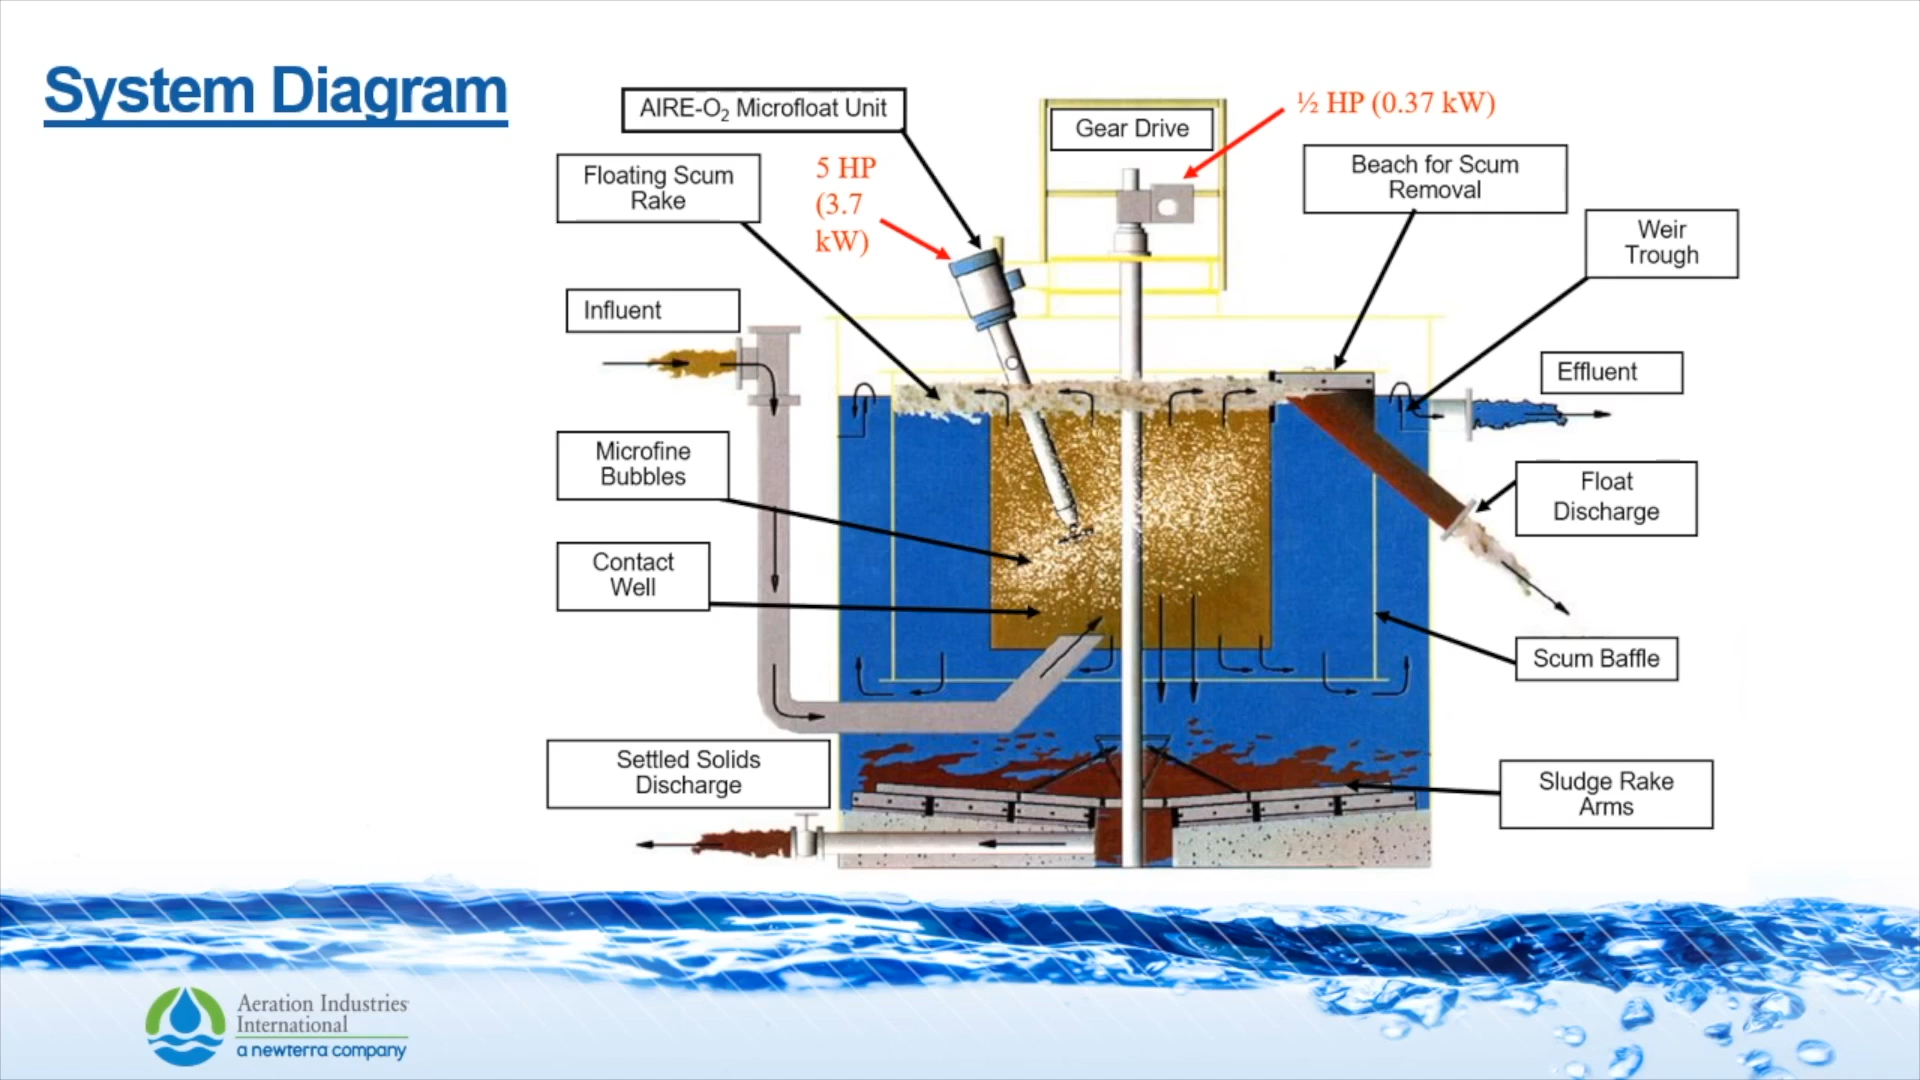 System Diagram
AIRE-O₂ Microfloat Unit
Gear Drive
½ HP (0.37 kW)
Floating Scum
Rake
5 HP
(3.7
kW)
Beach for Scum
Removal
Weir
Trough
Influent
Effluent
Microfine
Bubbles
Float
Discharge
Contact
Well
Scum Baffle
Settled Solids
Discharge
Sludge Rake
Arms
Aeration Industries
International
a newterra company